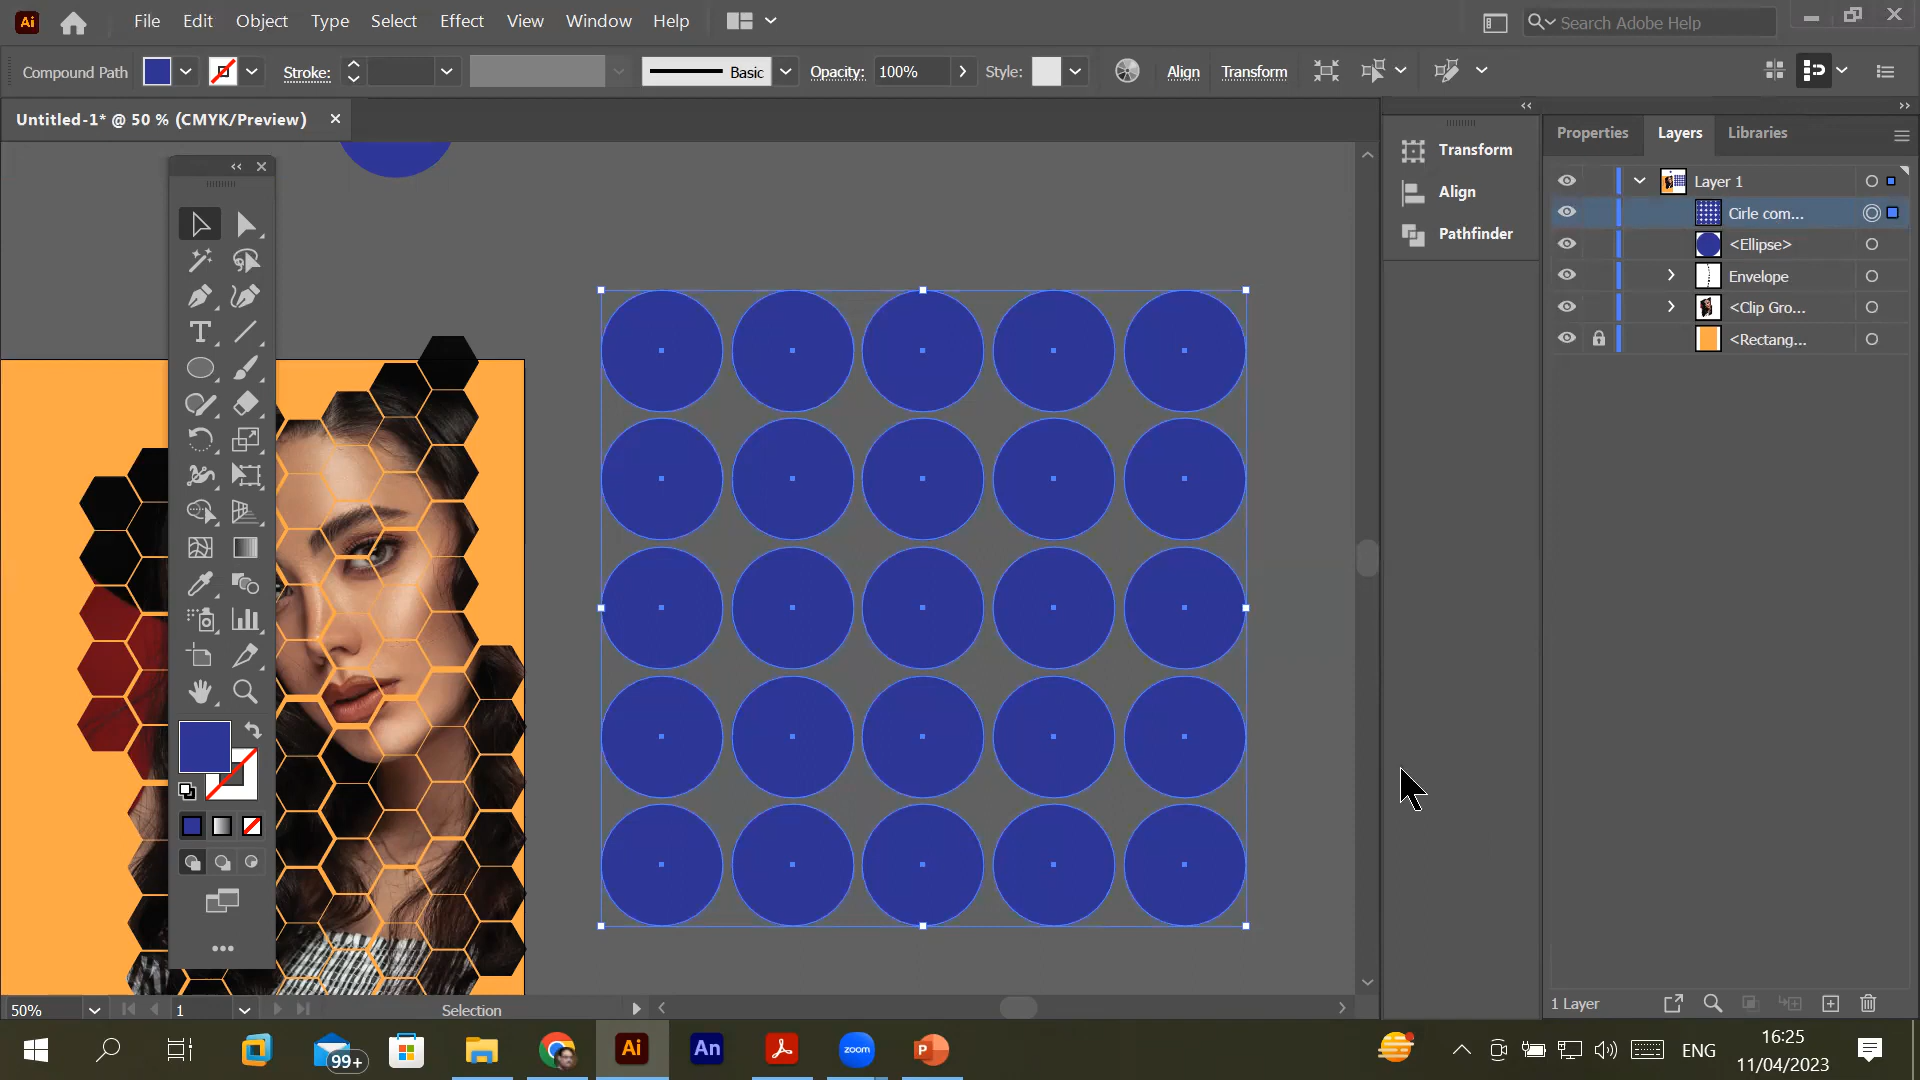 Ai File Edit Object Type Select Effect View Window Help Search Adobe Help
Compound Path Stroke: Basic Opacity: 100% Style: Align Transform
Untitled-1* @ 50 % (CMYK/Preview)
Properties Layers Libraries
Transform
Align
Pathfinder
Layer 1
Cirle com...
<Ellipse>
Envelope
<Clip Gro...
<Rectang...
1 Layer
50% 1 Selection
99+ Ai An zoom P ENG
16:25
11/04/2023